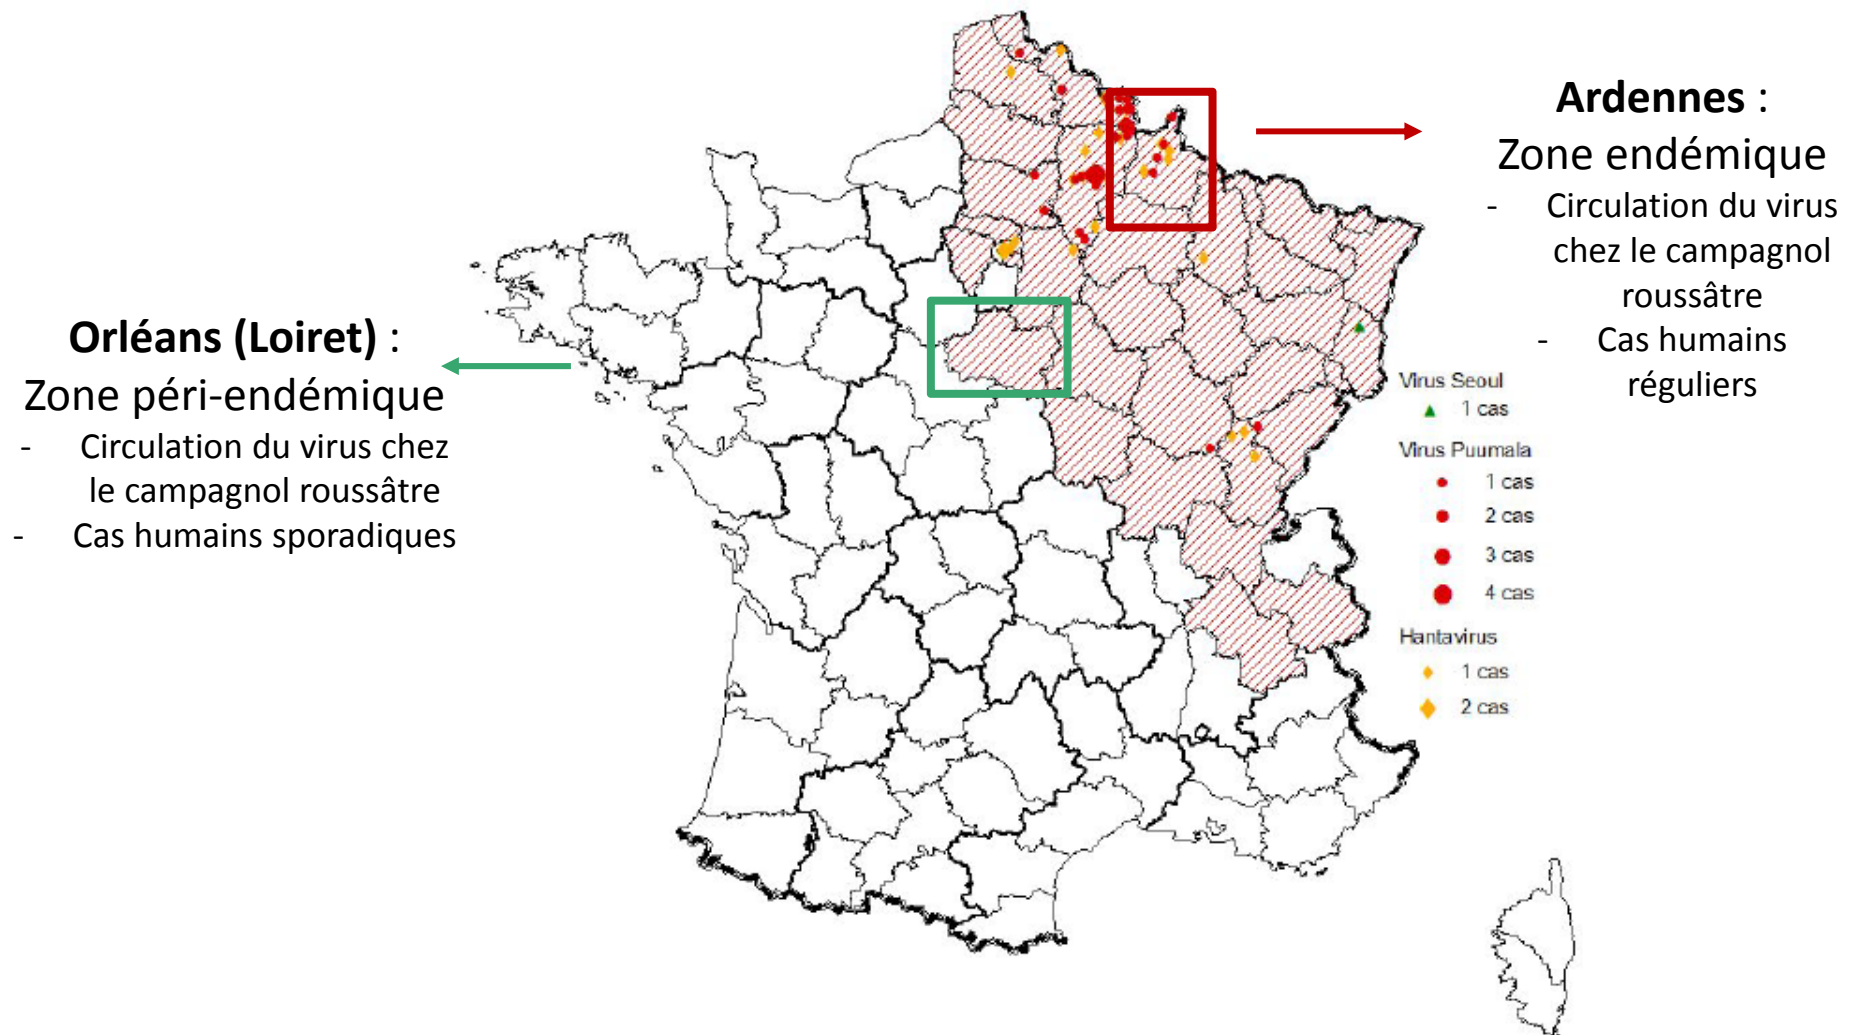 Ardennes :
Zone endémique
- Circulation du virus
chez le campagnol
roussâtre
- Cas humains
réguliers
Orléans (Loiret) :
Zone péri-endémique
- Circulation du virus chez
le campagnol roussâtre
- Cas humains sporadiques
Virus Seoul
1 cas
Virus Puumala
1 cas
2 cas
3 cas
4 cas
Hantavirus
1 cas
2 cas